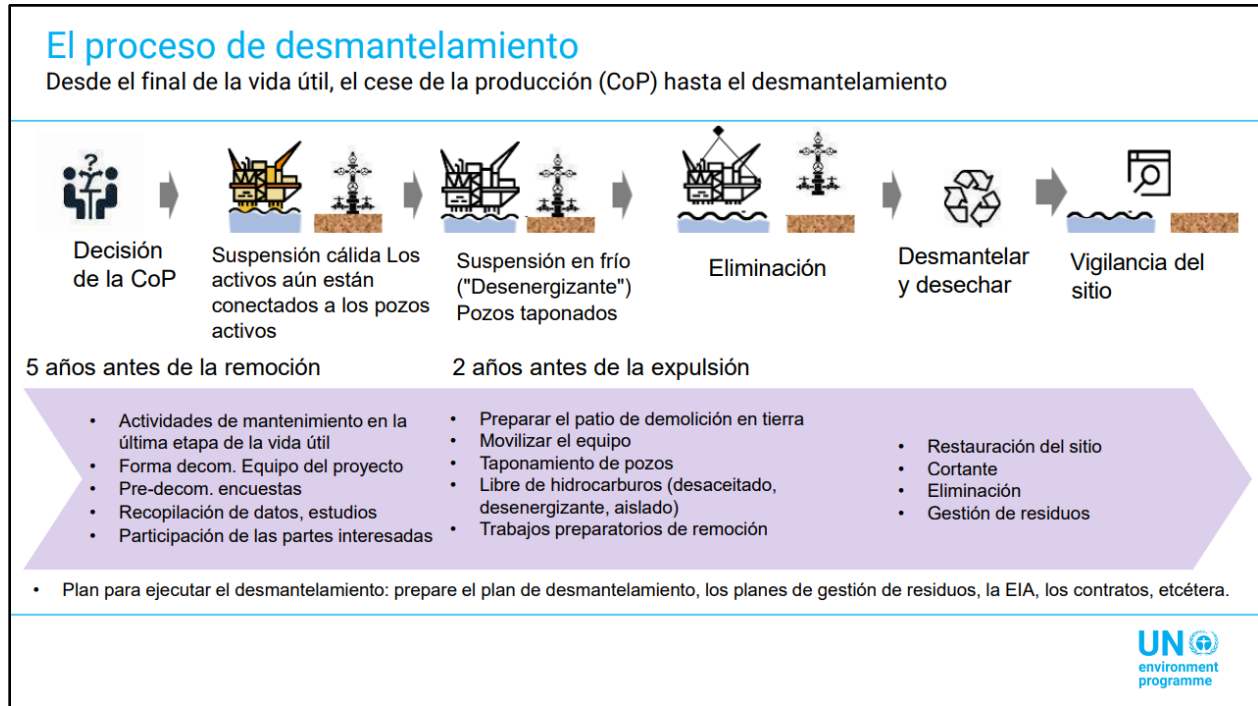 El proceso de desmantelamiento
Desde el final de la vida útil, el cese de la producción (CoP) hasta el desmantelamiento
?
Decisión
de la CoP
Suspensión cálida Los
activos aún están
conectados a los pozos
activos
Suspensión en frío
("Desenergizante")
Pozos taponados
Eliminación
Desmantelar
y desechar
Vigilancia del
sitio
5 años antes de la remoción
2 años antes de la expulsión
• Actividades de mantenimiento en la
última etapa de la vida útil
• Forma decom. Equipo del proyecto
• Pre-decom. encuestas
• Recopilación de datos, estudios
• Participación de las partes interesadas
• Preparar el patio de demolición en tierra
• Movilizar el equipo
• Taponamiento de pozos
• Libre de hidrocarburos (desaceitado,
desenergizante, aislado)
• Trabajos preparatorios de remoción
• Restauración del sitio
• Cortante
• Eliminación
• Gestión de residuos
• Plan para ejecutar el desmantelamiento: prepare el plan de desmantelamiento, los planes de gestión de residuos, la EIA, los contratos, etcétera.
UN
environment
programme